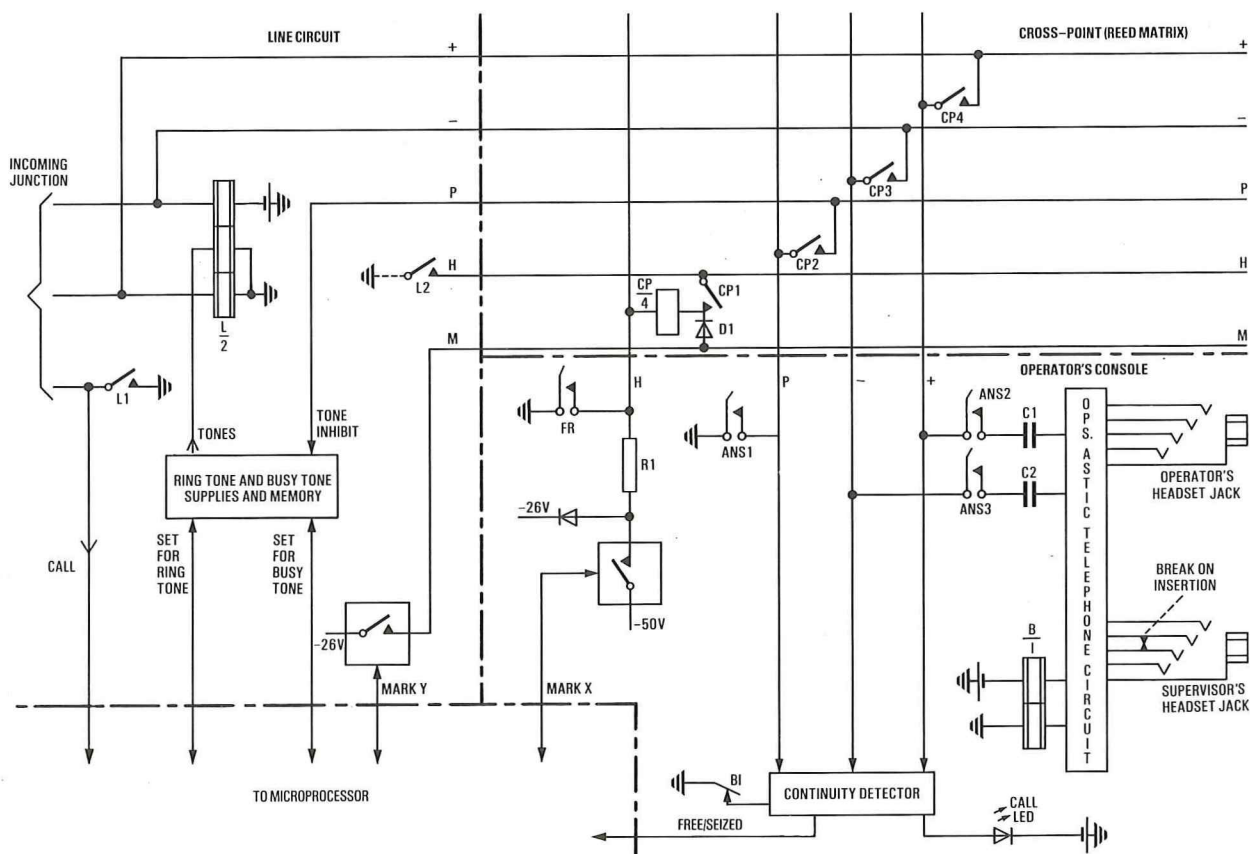 LINE CIRCUIT
CROSS-POINT (REED MATRIX)
+
+
CP4
−
−
INCOMING
JUNCTION
CP3
P
P
CP2
H
L2
CP1
H
CP
4
D1
L
2
M
M
OPERATOR'S CONSOLE
L1
H
P
−
+
ANS2
C1
FR
ANS1
TONES
TONE
INHIBIT
R1
C2
ANS3
OPERATOR'S
HEADSET JACK
RING TONE AND BUSY TONE
SUPPLIES AND MEMORY
−26V
OPS. ASTIC TELEPHONE CIRCUIT
CALL
SET
FOR
RING
TONE
SET
FOR
BUSY
TONE
BREAK ON
INSERTION
−26V
−50V
B
I
MARK Y
MARK X
SUPERVISOR'S
HEADSET JACK
TO MICROPROCESSOR
BI
CONTINUITY DETECTOR
CALL
LED
FREE/SEIZED